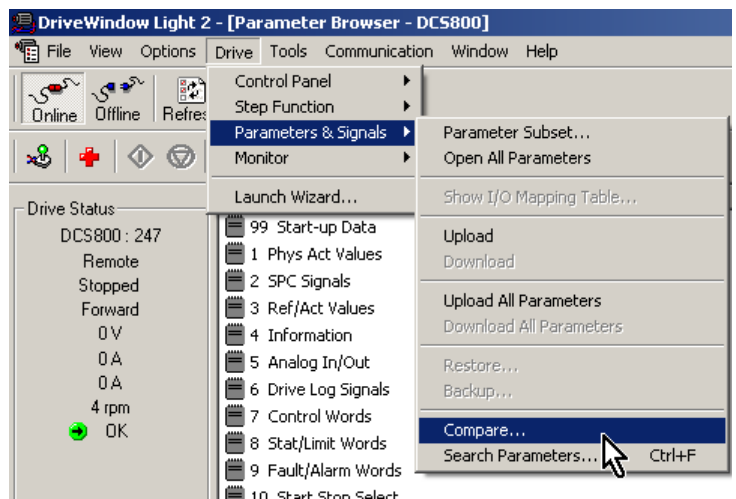 DriveWindow Light 2 - [Parameter Browser - DCS800]
File View Options Drive Tools Communication Window Help
Online Offline
Control Panel
Step Function
Parameters & Signals
Monitor
Launch Wizard...
Parameter Subset...
Open All Parameters
Show I/O Mapping Table...
Upload
Download
Upload All Parameters
Download All Parameters
Restore...
Backup...
Compare...
Search Parameters... Ctrl+F
Drive Status
DCS800 : 247
Remote
Stopped
Forward
0 V
0 A
0 A
4 rpm
OK
99 Start-up Data
1 Phys Act Values
2 SPC Signals
3 Ref/Act Values
4 Information
5 Analog In/Out
6 Drive Log Signals
7 Control Words
8 Stat/Limit Words
9 Fault/Alarm Words
10 Start Stop Select